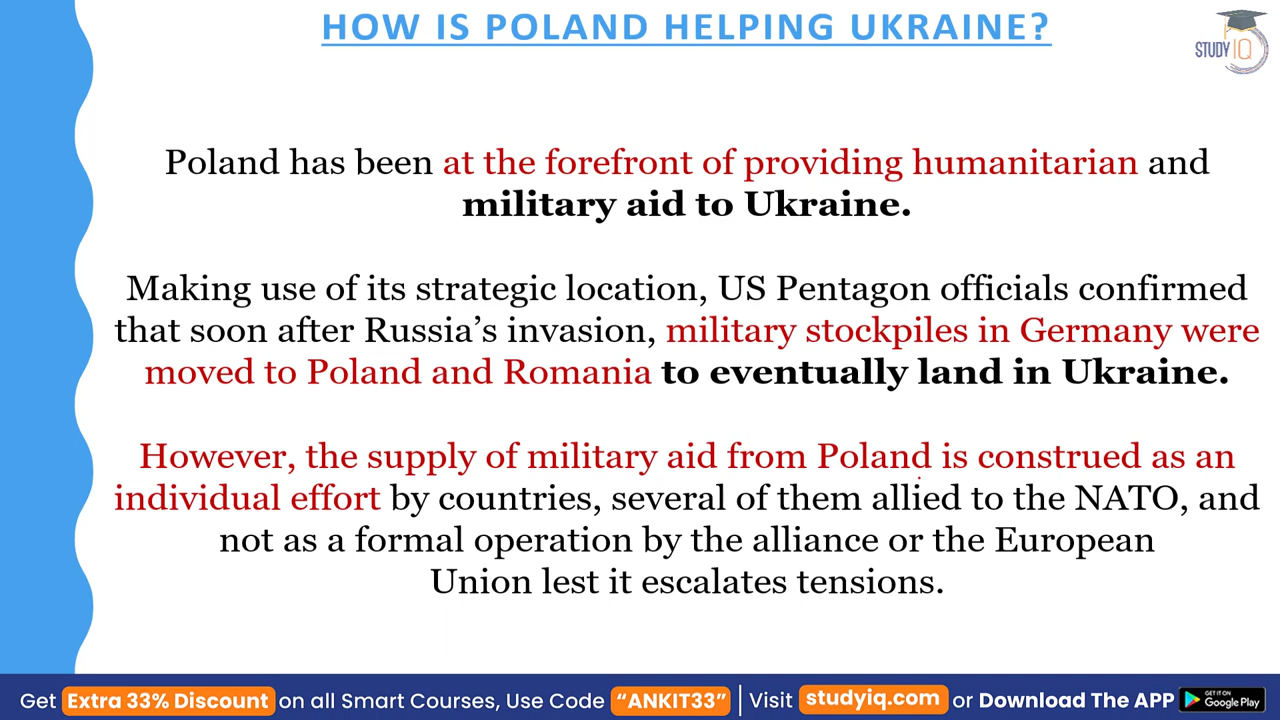 HOW IS POLAND HELPING UKRAINE?
STUDY IQ
Poland has been at the forefront of providing humanitarian and
military aid to Ukraine.
Making use of its strategic location, US Pentagon officials confirmed
that soon after Russia’s invasion, military stockpiles in Germany were
moved to Poland and Romania to eventually land in Ukraine.
However, the supply of military aid from Poland is construed as an
individual effort by countries, several of them allied to the NATO, and
not as a formal operation by the alliance or the European
Union lest it escalates tensions.
Get Extra 33% Discount on all Smart Courses, Use Code “ANKIT33” Visit studyiq.com or Download The APP GET IT ON Google Play